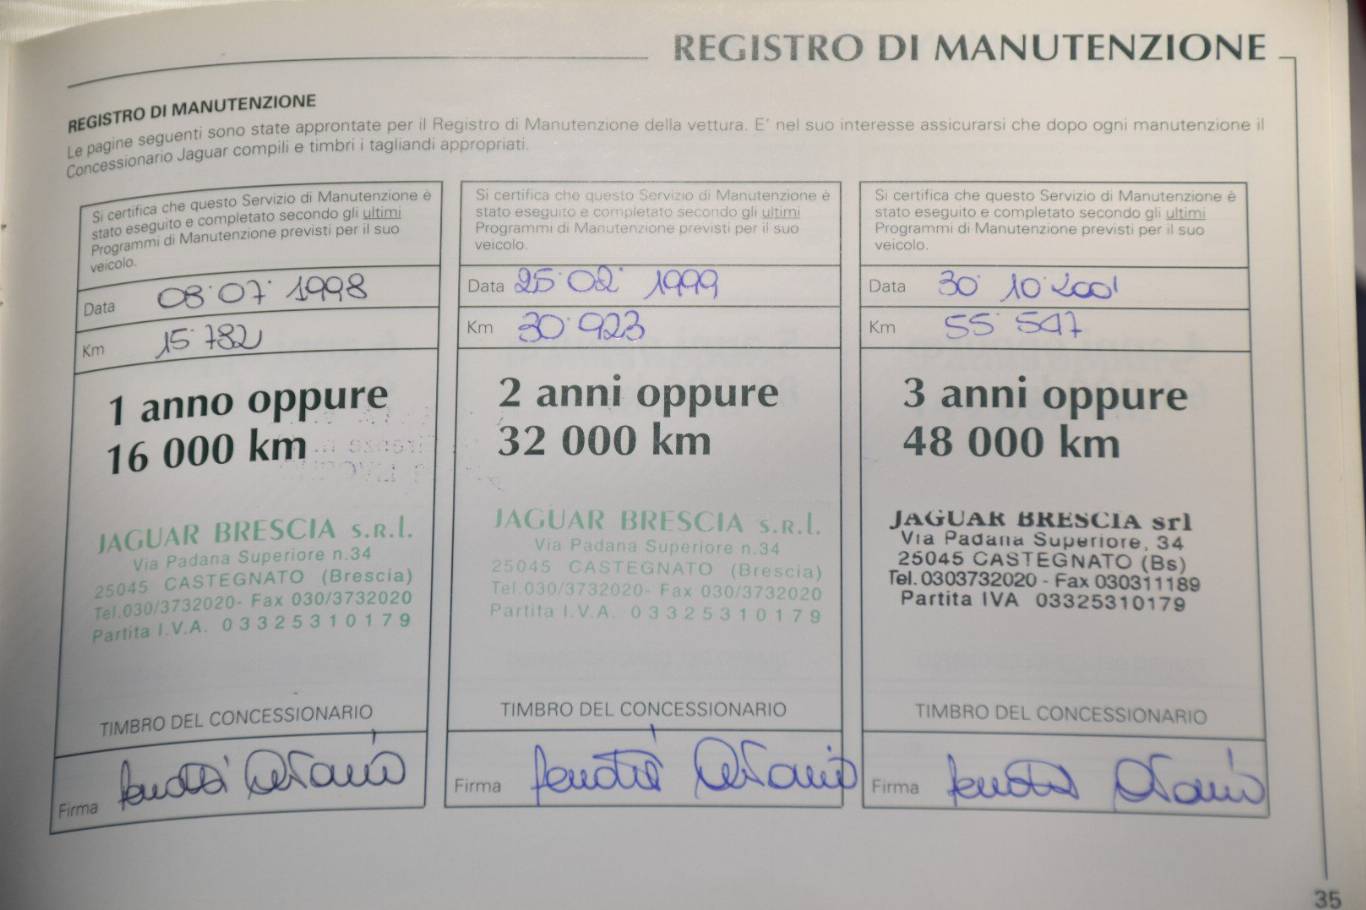 REGISTRO DI MANUTENZIONE
REGISTRO DI MANUTENZIONE
Le pagine seguenti sono state approntate per il Registro di Manutenzione della vettura. E' nel suo interesse assicurarsi che dopo ogni manutenzione il
Concessionario Jaguar compili e timbri i tagliandi appropriati.
Si certifica che questo Servizio di Manutenzione è
stato eseguito e completato secondo gli ultimi
Programmi di Manutenzione previsti per il suo
veicolo.
Data 08·07· 1998
Km 15·782
1 anno oppure
16 000 km
JAGUAR BRESCIA S.R.L.
Via Padana Superiore n.34
25045 CASTEGNATO (Brescia)
Tel.030/3732020- Fax 030/3732020
Partita I.V.A. 03325310179
TIMBRO DEL CONCESSIONARIO
Firma
Si certifica che questo Servizio di Manutenzione è
stato eseguito e completato secondo gli ultimi
Programmi di Manutenzione previsti per il suo
veicolo.
Data 25·02· 1999
Km 30·923
2 anni oppure
32 000 km
JAGUAR BRESCIA S.R.L.
Via Padana Superiore n.34
25045 CASTEGNATO (Brescia)
Tel.030/3732020- Fax 030/3732020
Partita I.V.A. 03325310179
TIMBRO DEL CONCESSIONARIO
Firma
Si certifica che questo Servizio di Manutenzione è
stato eseguito e completato secondo gli ultimi
Programmi di Manutenzione previsti per il suo
veicolo.
Data 30·10·2001
Km 55·547
3 anni oppure
48 000 km
JAGUAR BRESCIA srl
Via Padana Superiore, 34
25045 CASTEGNATO (Bs)
Tel. 0303732020 - Fax 030311189
Partita IVA 03325310179
TIMBRO DEL CONCESSIONARIO
Firma
35